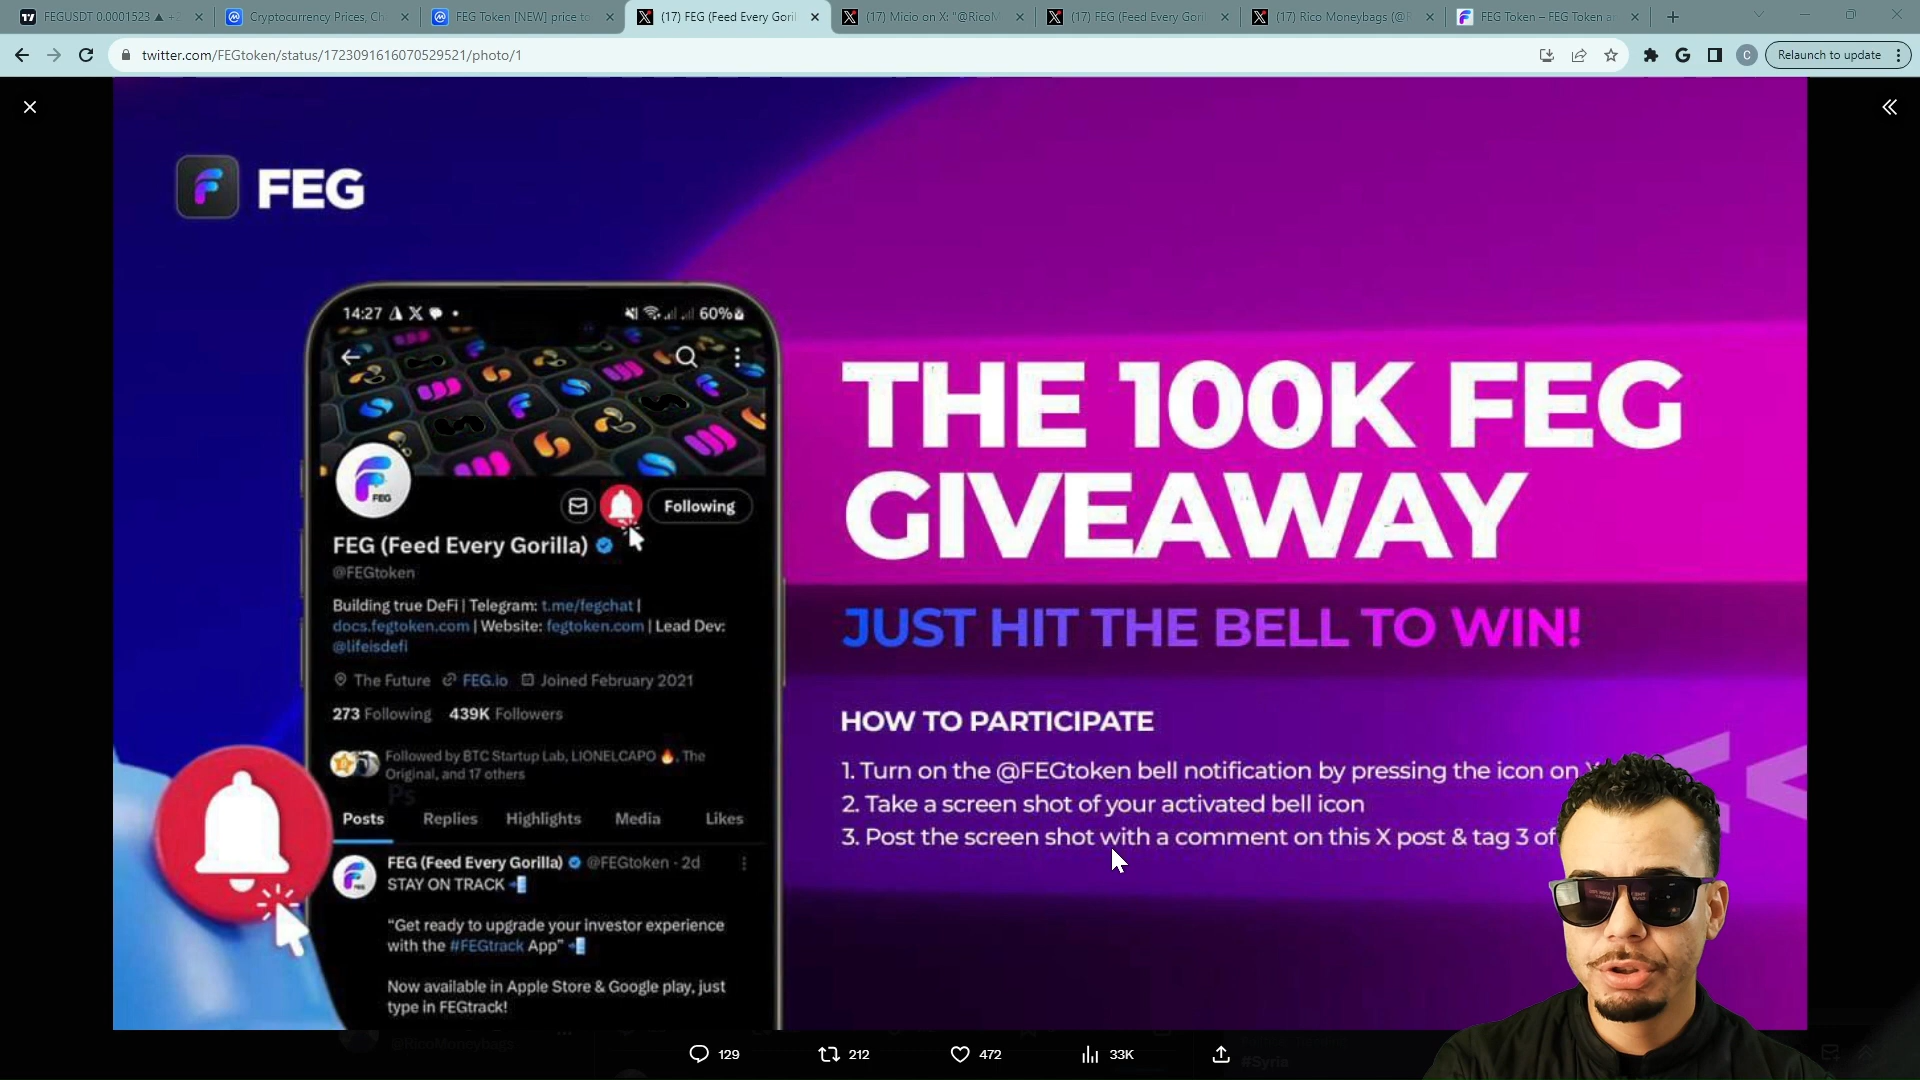 FEGUSDT 0.0001523 ▲ +2
Cryptocurrency Prices, Ch
FEG Token [NEW] price to
(17) FEG (Feed Every Goril
(17) Micio on X: "@RicoM
(17) FEG (Feed Every Goril
(17) Rico Moneybags (@R
FEG Token – FEG Token a
twitter.com/FEGtoken/status/1723091616070529521/photo/1
C
Relaunch to update
FEG
14:27
60%
FEG
Following
FEG (Feed Every Gorilla)
@FEGtoken
Building true DeFi | Telegram: t.me/fegchat |
docs.fegtoken.com | Website: fegtoken.com | Lead Dev:
@lifeisdefi
The Future FEG.io Joined February 2021
273 Following 439K Followers
Followed by BTC Startup Lab, LIONELCAPO 🔥, The
Original, and 17 others
Posts Replies Highlights Media Likes
FEG (Feed Every Gorilla) @FEGtoken · 2d
STAY ON TRACK 📲
“Get ready to upgrade your investor experience
with the #FEGtrack App” 📲
Now available in Apple Store & Google play, just
type in FEGtrack!
THE 100K FEG
GIVEAWAY
JUST HIT THE BELL TO WIN!
HOW TO PARTICIPATE
1. Turn on the @FEGtoken bell notification by pressing the icon on
2. Take a screen shot of your activated bell icon
3. Post the screen shot with a comment on this X post & tag 3 of
@RicoMoneybags
129 212 472 33K
#Syria